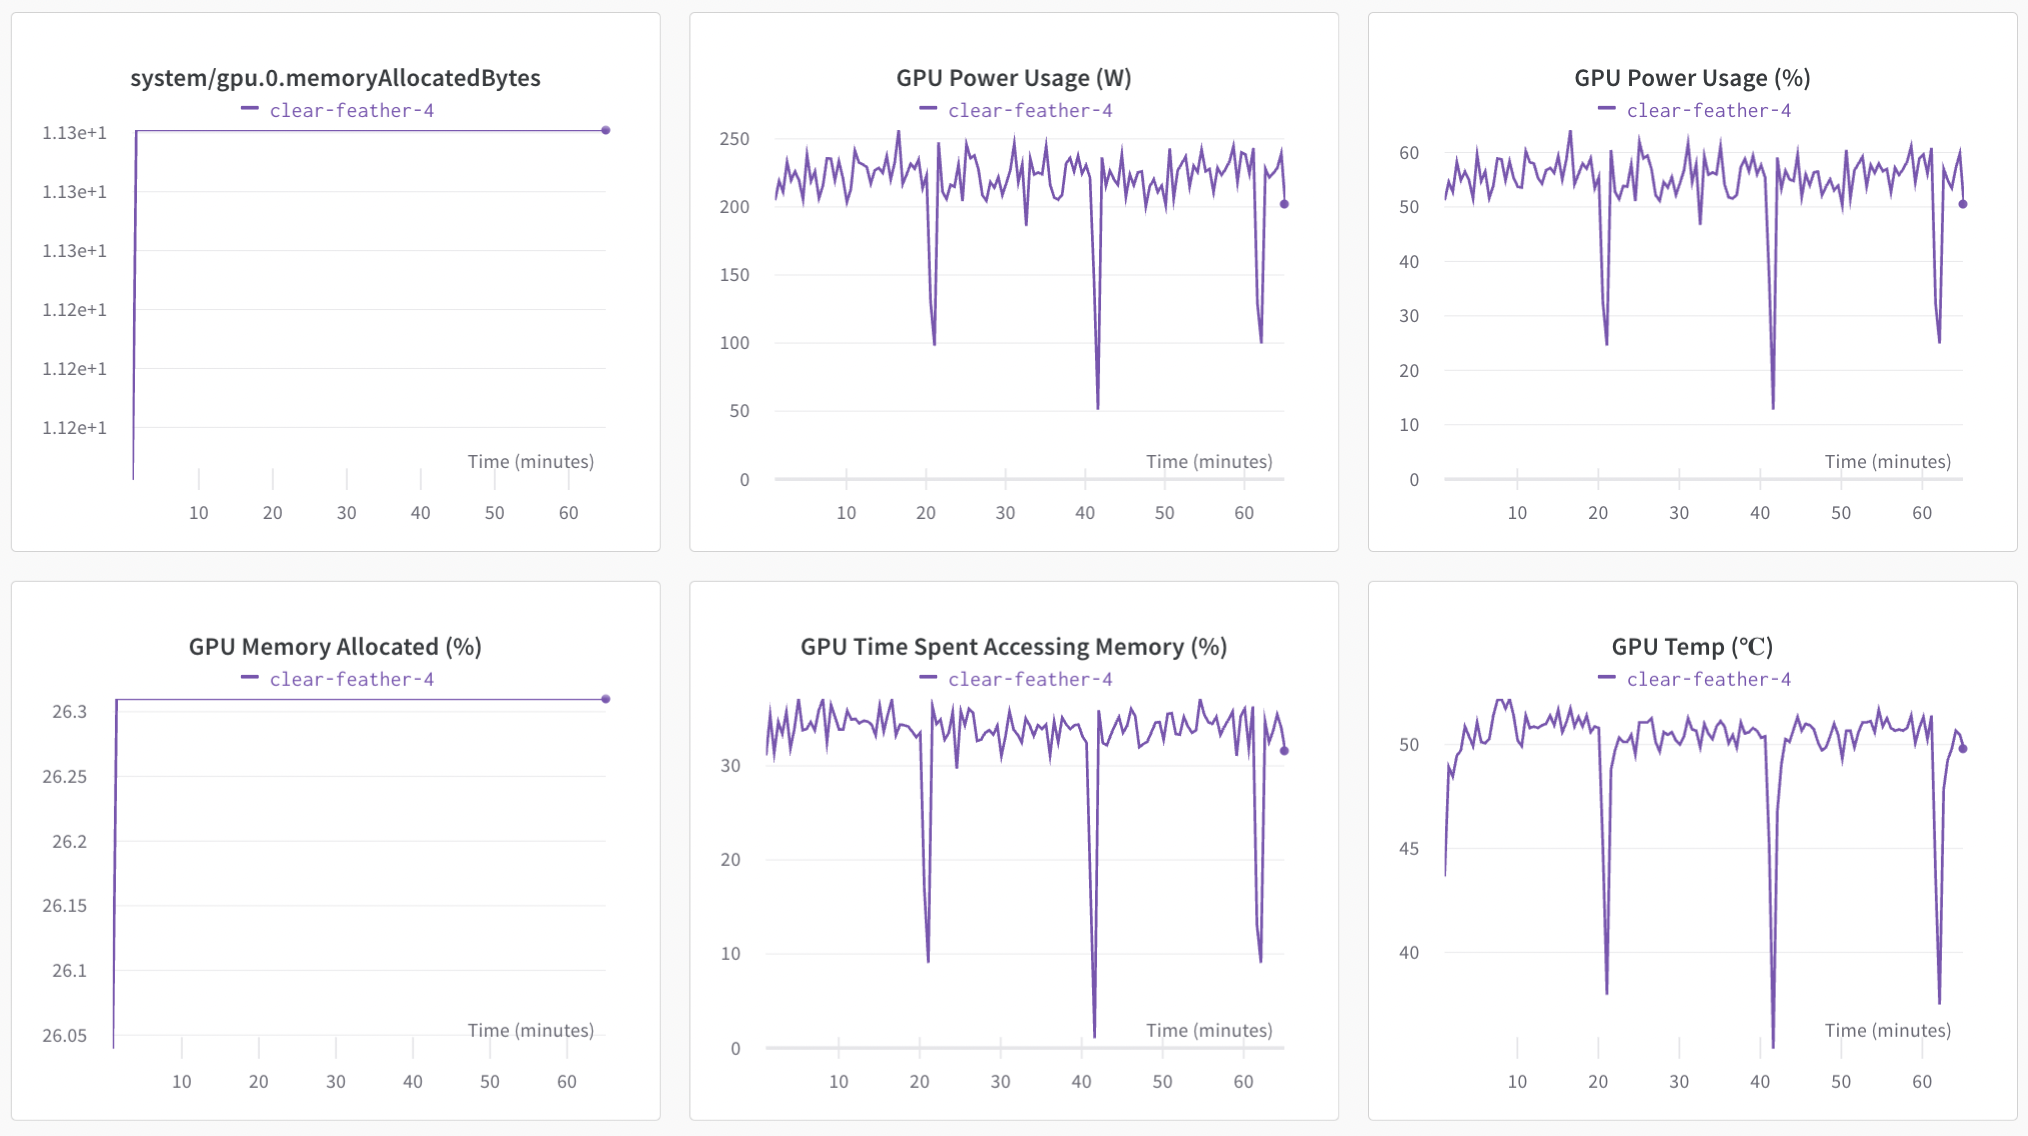 system/gpu.0.memoryAllocatedBytes
clear-feather-4
1.13e+1
1.13e+1
1.13e+1
1.12e+1
1.12e+1
1.12e+1
Time (minutes)
10 20 30 40 50 60
GPU Power Usage (W)
clear-feather-4
250
200
150
100
50
0
Time (minutes)
10 20 30 40 50 60
GPU Power Usage (%)
clear-feather-4
60
50
40
30
20
10
0
Time (minutes)
10 20 30 40 50 60
GPU Memory Allocated (%)
clear-feather-4
26.3
26.25
26.2
26.15
26.1
26.05
Time (minutes)
10 20 30 40 50 60
GPU Time Spent Accessing Memory (%)
clear-feather-4
30
20
10
0
Time (minutes)
10 20 30 40 50 60
GPU Temp (℃)
clear-feather-4
50
45
40
Time (minutes)
10 20 30 40 50 60